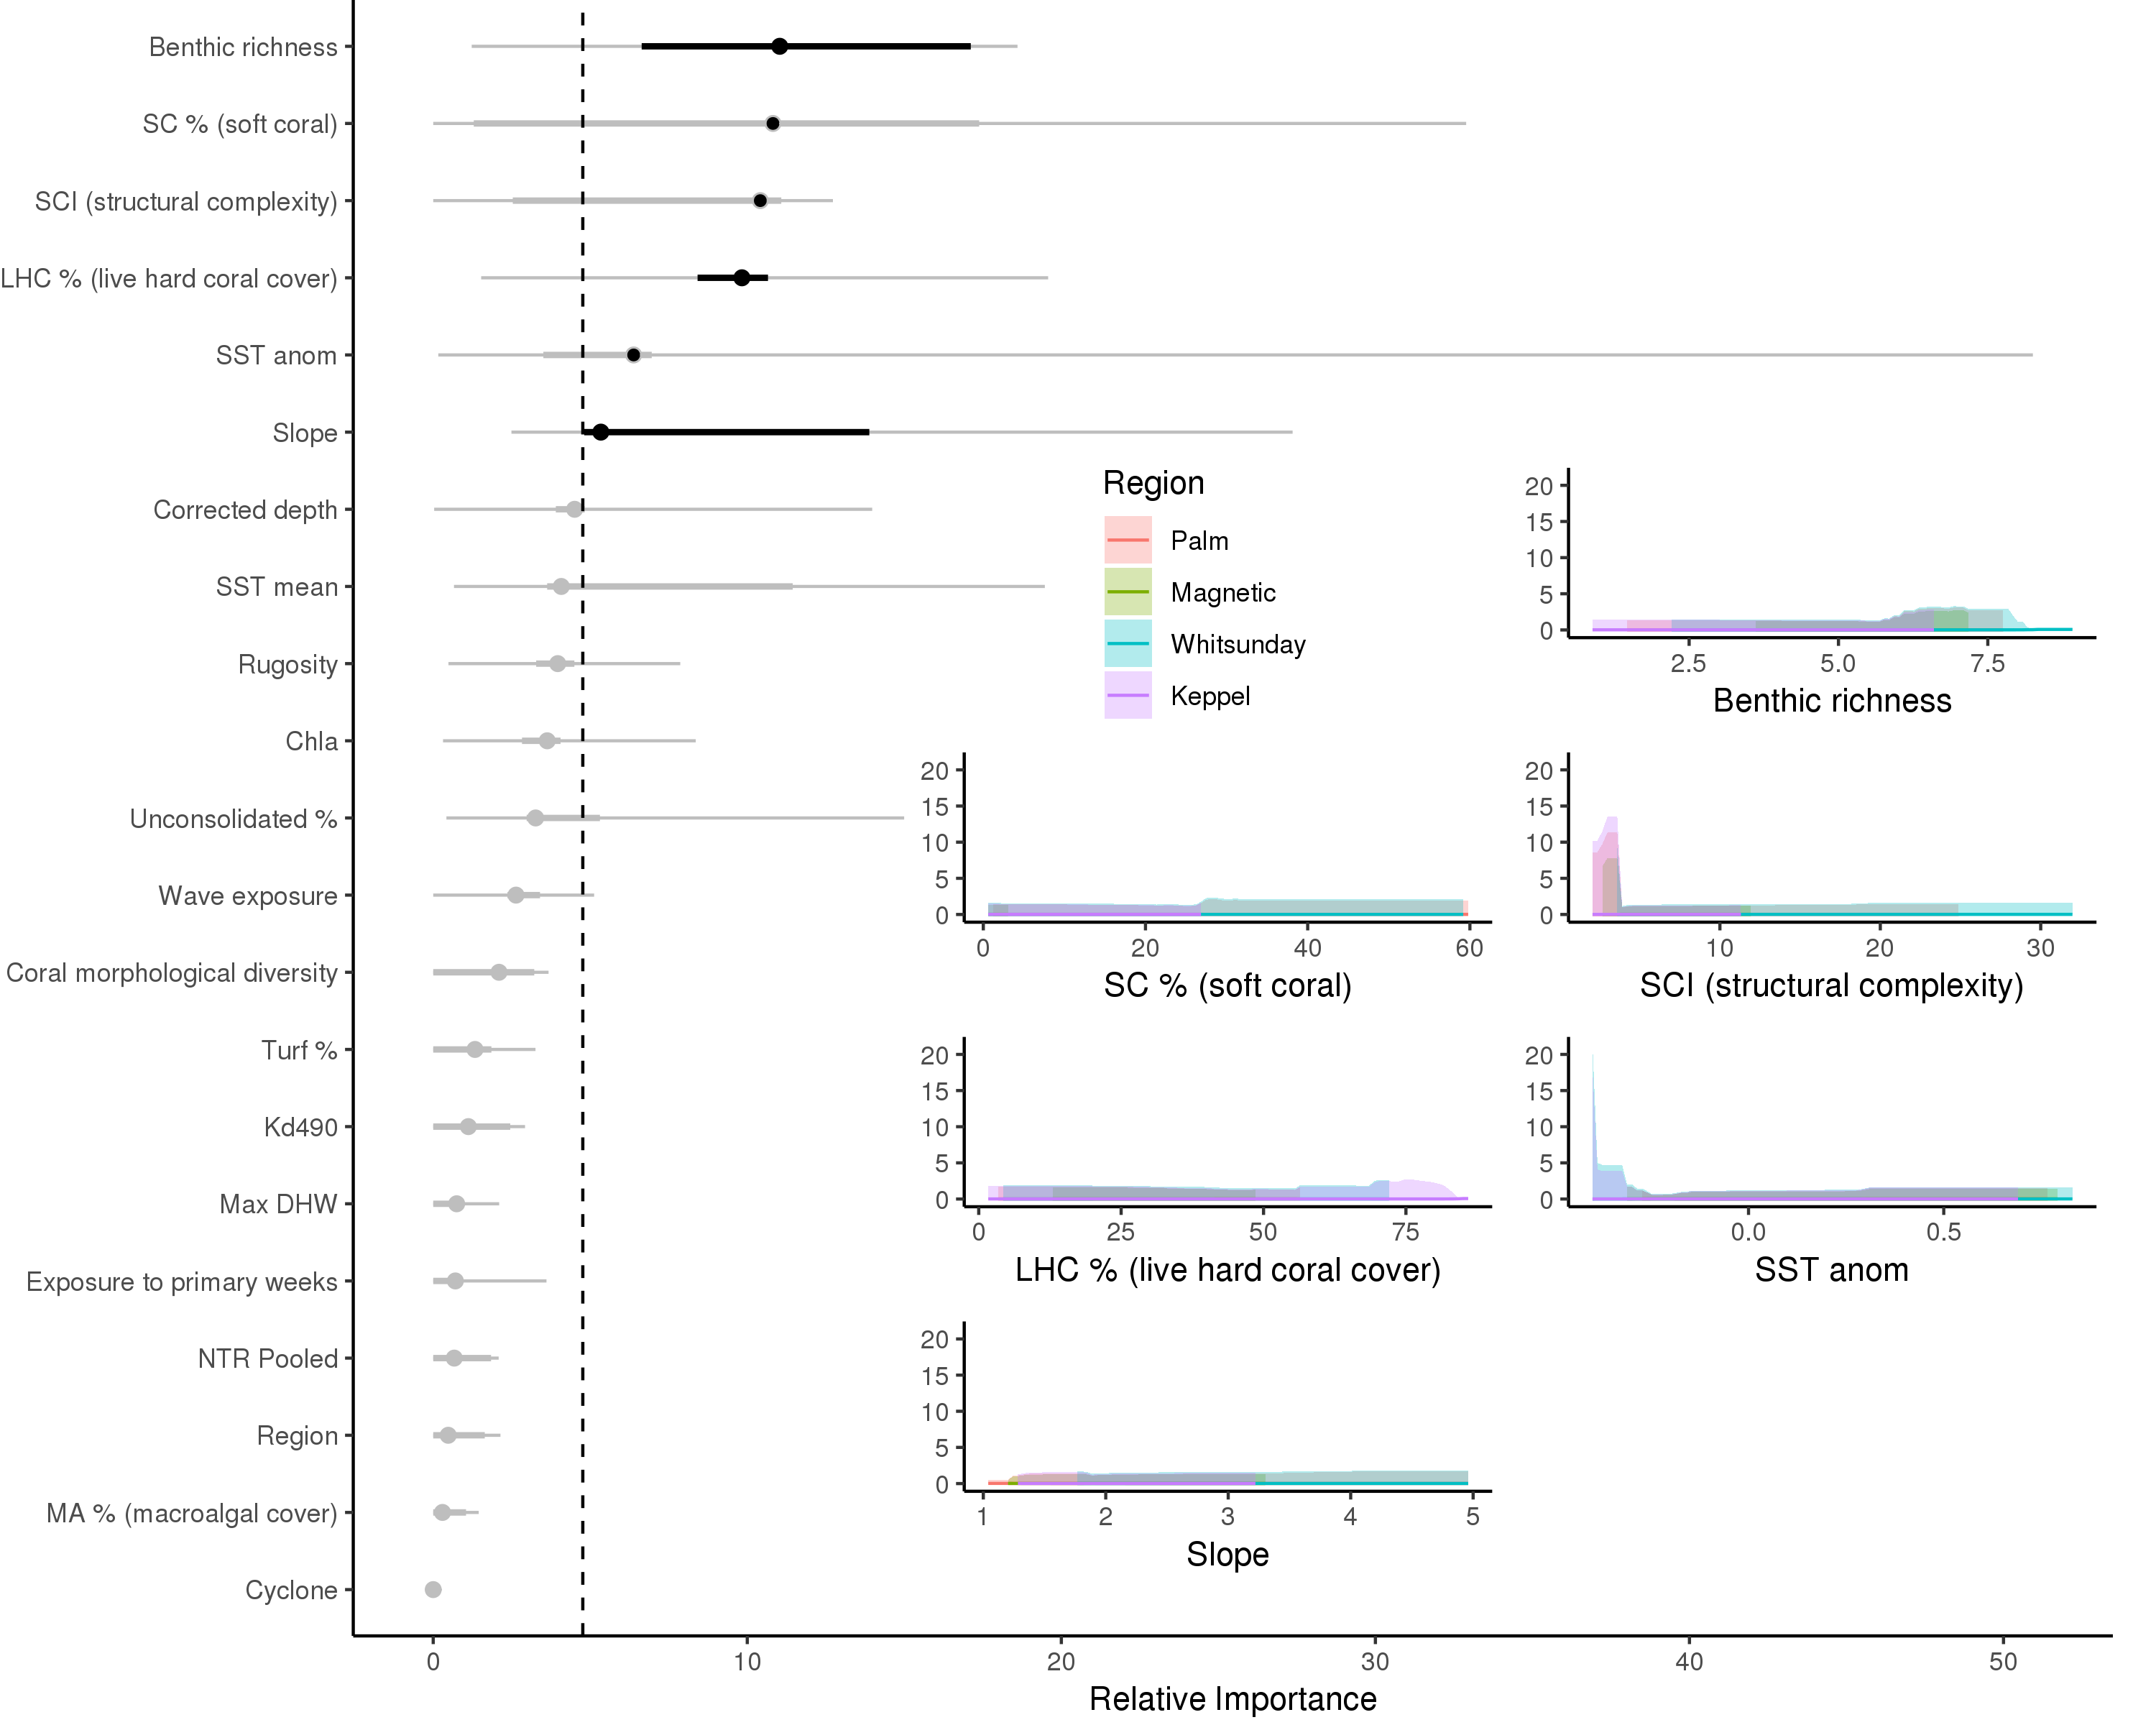 Benthic richness
SC % (soft coral)
SCI (structural complexity)
LHC % (live hard coral cover)
SST anom
Slope
Corrected depth
SST mean
Rugosity
Chla
Unconsolidated %
Wave exposure
Coral morphological diversity
Turf %
Kd490
Max DHW
Exposure to primary weeks
NTR Pooled
Region
MA % (macroalgal cover)
Cyclone
0 10 20 30 40 50
Relative Importance
Region
Palm
Magnetic
Whitsunday
Keppel
20
15
10
5
0
2.5 5.0 7.5
Benthic richness
20
15
10
5
0
0 20 40 60
SC % (soft coral)
20
15
10
5
0
10 20 30
SCI (structural complexity)
20
15
10
5
0
0 25 50 75
LHC % (live hard coral cover)
20
15
10
5
0
0.0 0.5
SST anom
20
15
10
5
0
1 2 3 4 5
Slope